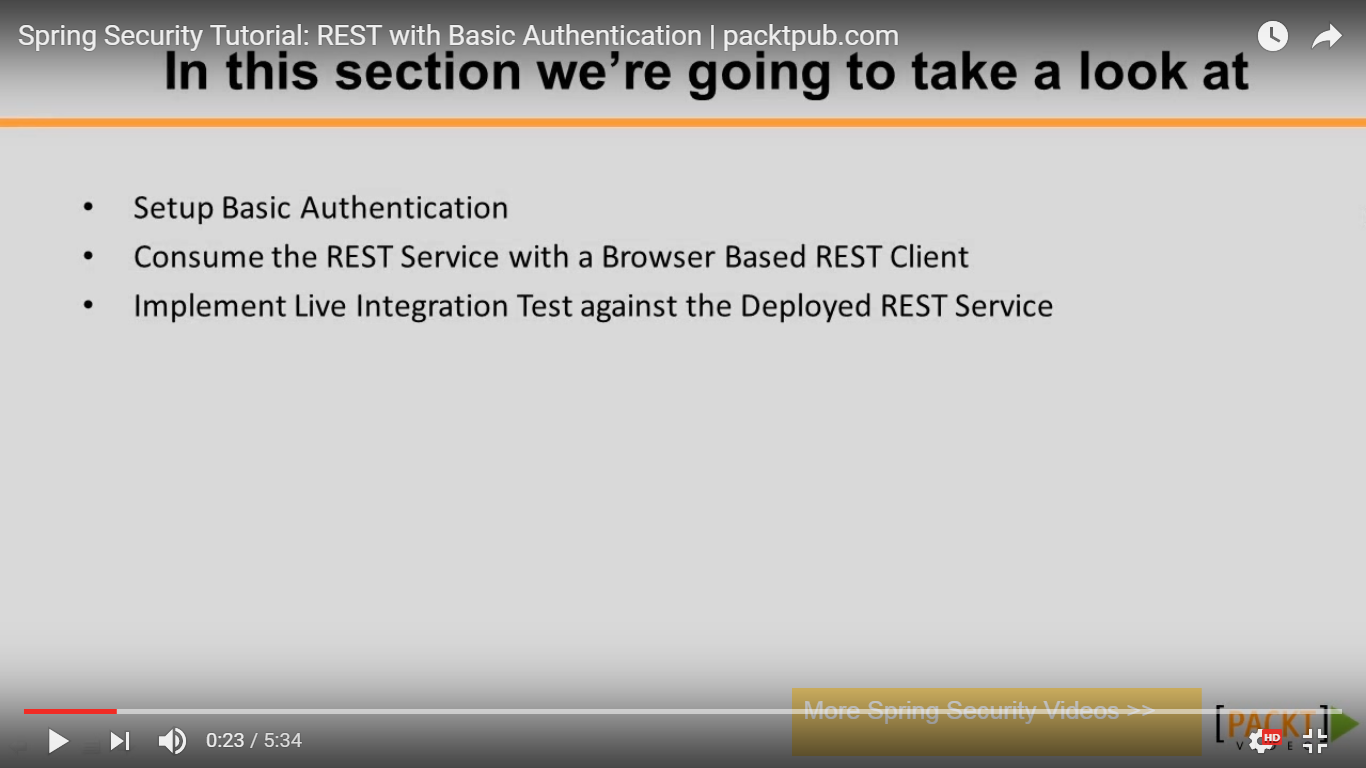 Spring Security Tutorial: REST with Basic Authentication | packtpub.com
In this section we’re going to take a look at
• Setup Basic Authentication
• Consume the REST Service with a Browser Based REST Client
• Implement Live Integration Test against the Deployed REST Service
More Spring Security Videos >>
[PACKT]
VIDEO
HD
0:23 / 5:34